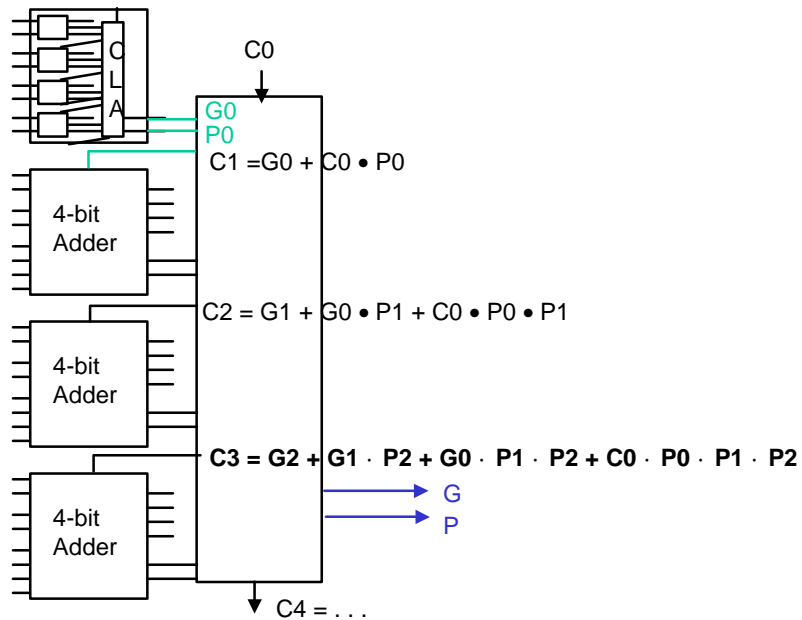 C
L
A
C0
G0
P0
C1 =G0 + C0 • P0
4-bit
Adder
C2 = G1 + G0 • P1 + C0 • P0 • P1
4-bit
Adder
C3 = G2 + G1 · P2 + G0 · P1 · P2 + C0 · P0 · P1 · P2
G
P
4-bit
Adder
C4 = . . .